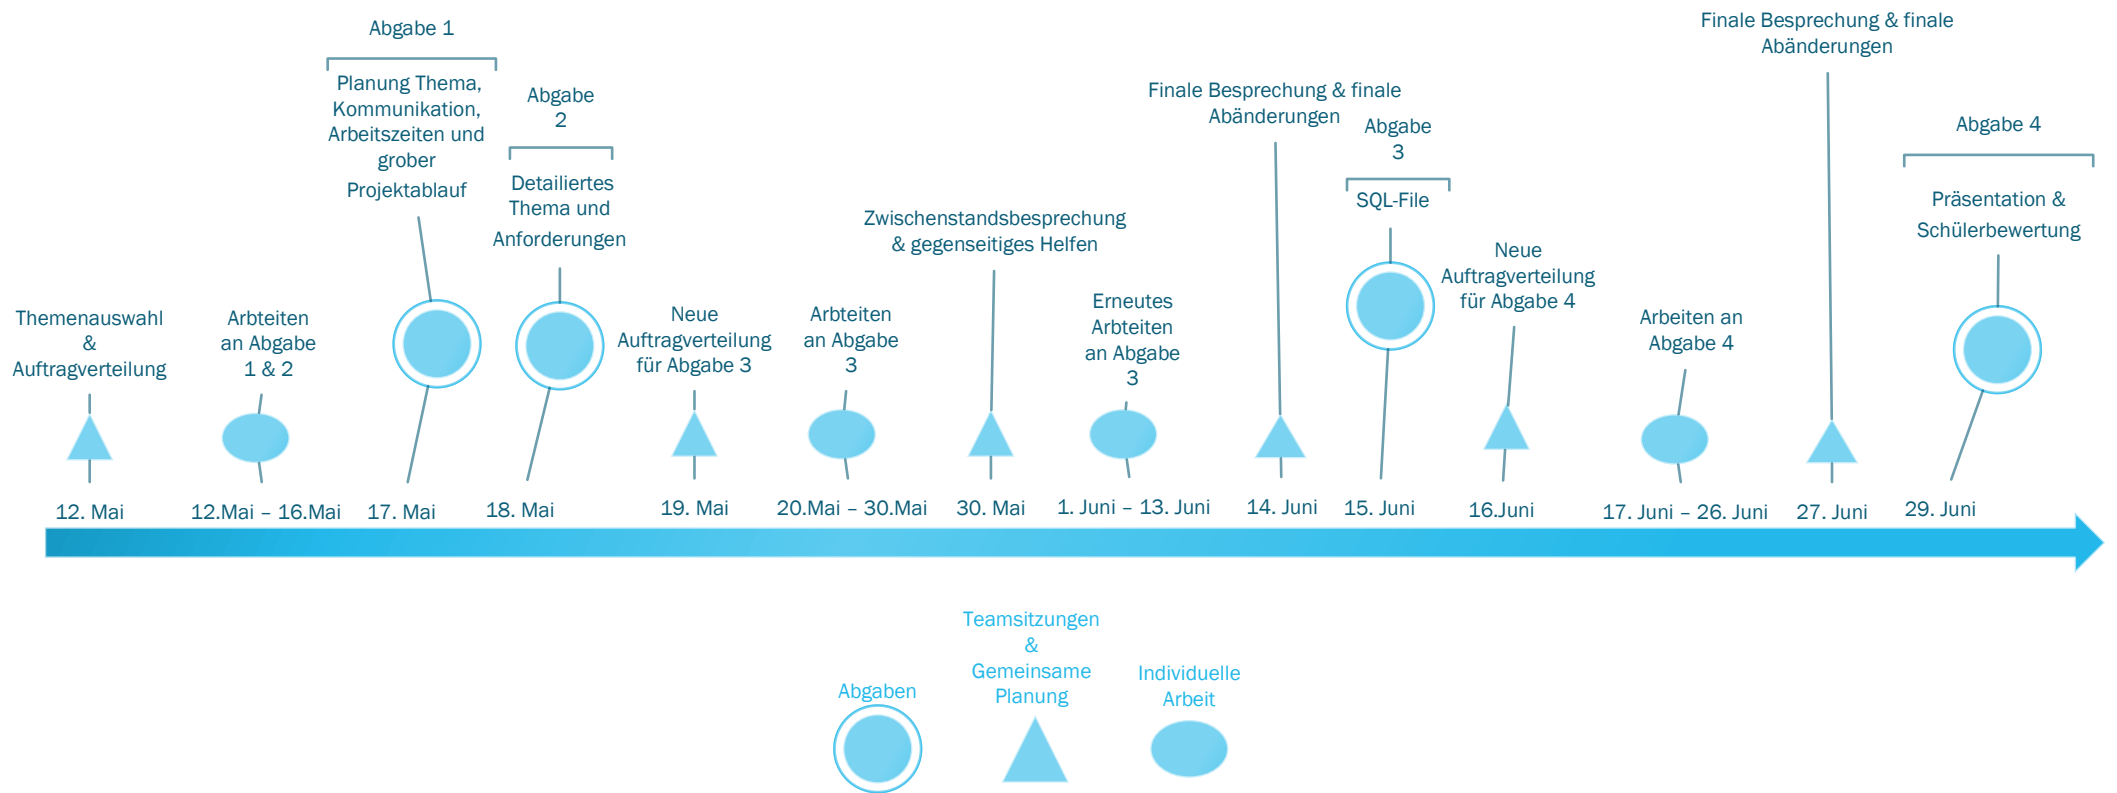 Abgabe 1
Planung Thema,
Kommunikation,
Arbeitszeiten und
grober
Projektablauf
Abgabe
2
Detailiertes
Thema und
Anforderungen
Finale Besprechung & finale
Abänderungen
Abgabe
3
SQL-File
Finale Besprechung & finale
Abänderungen
Abgabe 4
Präsentation &
Schülerbewertung
Themenauswahl
&
Auftragverteilung
Arbteiten
an Abgabe
1 & 2
Neue
Auftragverteilung
für Abgabe 3
Arbteiten
an Abgabe
3
Zwischenstandsbesprechung
& gegenseitiges Helfen
Erneutes
Arbteiten
an Abgabe
3
Neue
Auftragverteilung
für Abgabe 4
Arbeiten an
Abgabe 4
12. Mai
12.Mai – 16.Mai
17. Mai
18. Mai
19. Mai
20.Mai – 30.Mai
30. Mai
1. Juni – 13. Juni
14. Juni
15. Juni
16.Juni
17. Juni – 26. Juni
27. Juni
29. Juni
Abgaben
Teamsitzungen
&
Gemeinsame
Planung
Individuelle
Arbeit